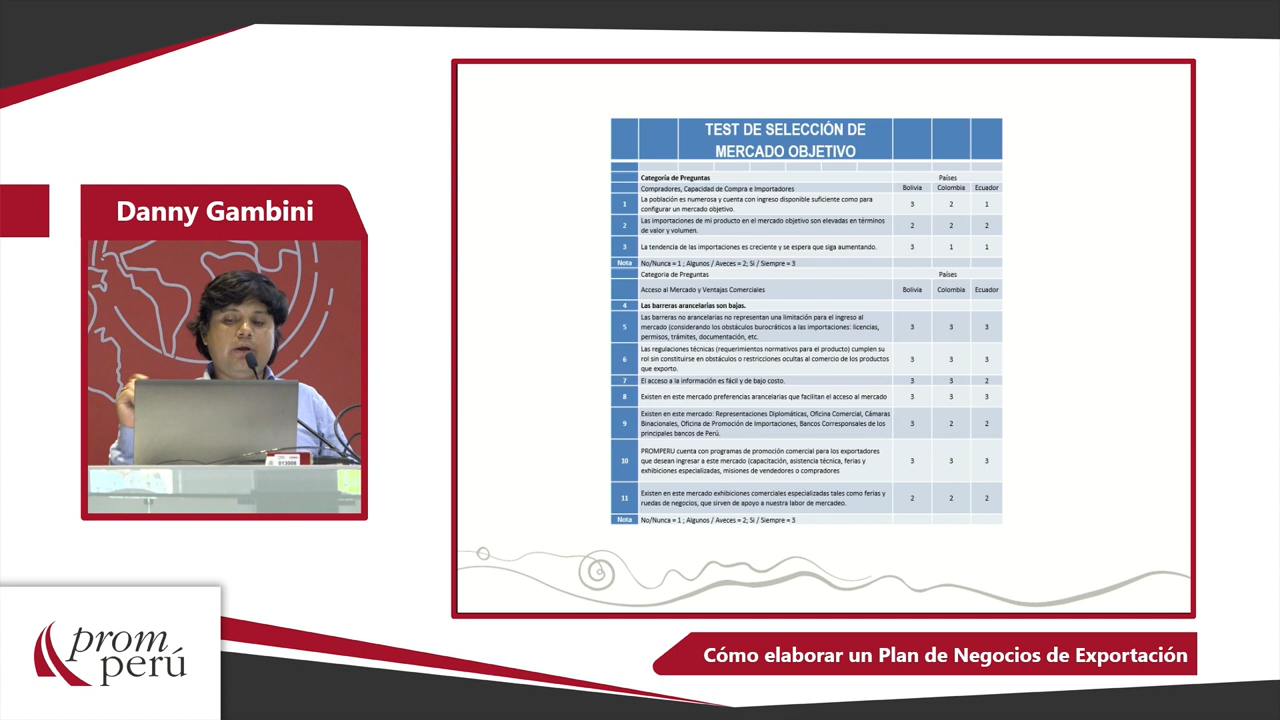 Danny Gambini
TEST DE SELECCIÓN DE
MERCADO OBJETIVO
Categoría de Preguntas
Países
Compradores, Capacidad de Compra e Importadores
Bolivia Colombia Ecuador
1 La población es numerosa y cuenta con ingreso disponible suficiente como para
configurar un mercado objetivo.
3 2 1
2 Las importaciones de mi producto en el mercado objetivo son elevadas en términos
de valor y volumen.
2 2 2
3 La tendencia de las importaciones es creciente y se espera que siga aumentando.
3 1 1
Nota No/Nunca = 1 ; Algunos / Aveces = 2; Si / Siempre = 3
Categoria de Preguntas
Países
Acceso al Mercado y Ventajas Comerciales
Bolivia Colombia Ecuador
4 Las barreras arancelarias son bajas.
5 Las barreras no arancelarias no representan una limitación para el ingreso al
mercado (considerando los obstáculos burocráticos a las importaciones: licencias,
permisos, trámites, documentación, etc.
3 3 3
6 Las regulaciones técnicas (requerimientos normativos para el producto) cumplen su
rol sin constituirse en obstáculos o restricciones ocultas al comercio de los productos
que exporto.
3 3 3
7 El acceso a la información es fácil y de bajo costo.
3 3 2
8 Existen en este mercado preferencias arancelarias que facilitan el acceso al mercado
3 3 3
9 Existen en este mercado: Representaciones Diplomáticas, Oficina Comercial, Cámaras
Binacionales, Oficina de Promoción de Importaciones, Bancos Corresponsales de los
principales bancos de Perú.
3 2 2
10 PROMPERU cuenta con programas de promoción comercial para los exportadores
que desean ingresar a este mercado (capacitación, asistencia técnica, ferias y
exhibiciones especializadas, misiones de vendedores o compradores
3 3 3
11 Existen en este mercado exhibiciones comerciales especializadas tales como ferias y
ruedas de negocios, que sirven de apoyo a nuestra labor de mercadeo.
2 2 2
Nota No/Nunca = 1 ; Algunos / Aveces = 2; Si / Siempre = 3
prom
perú
Cómo elaborar un Plan de Negocios de Exportación